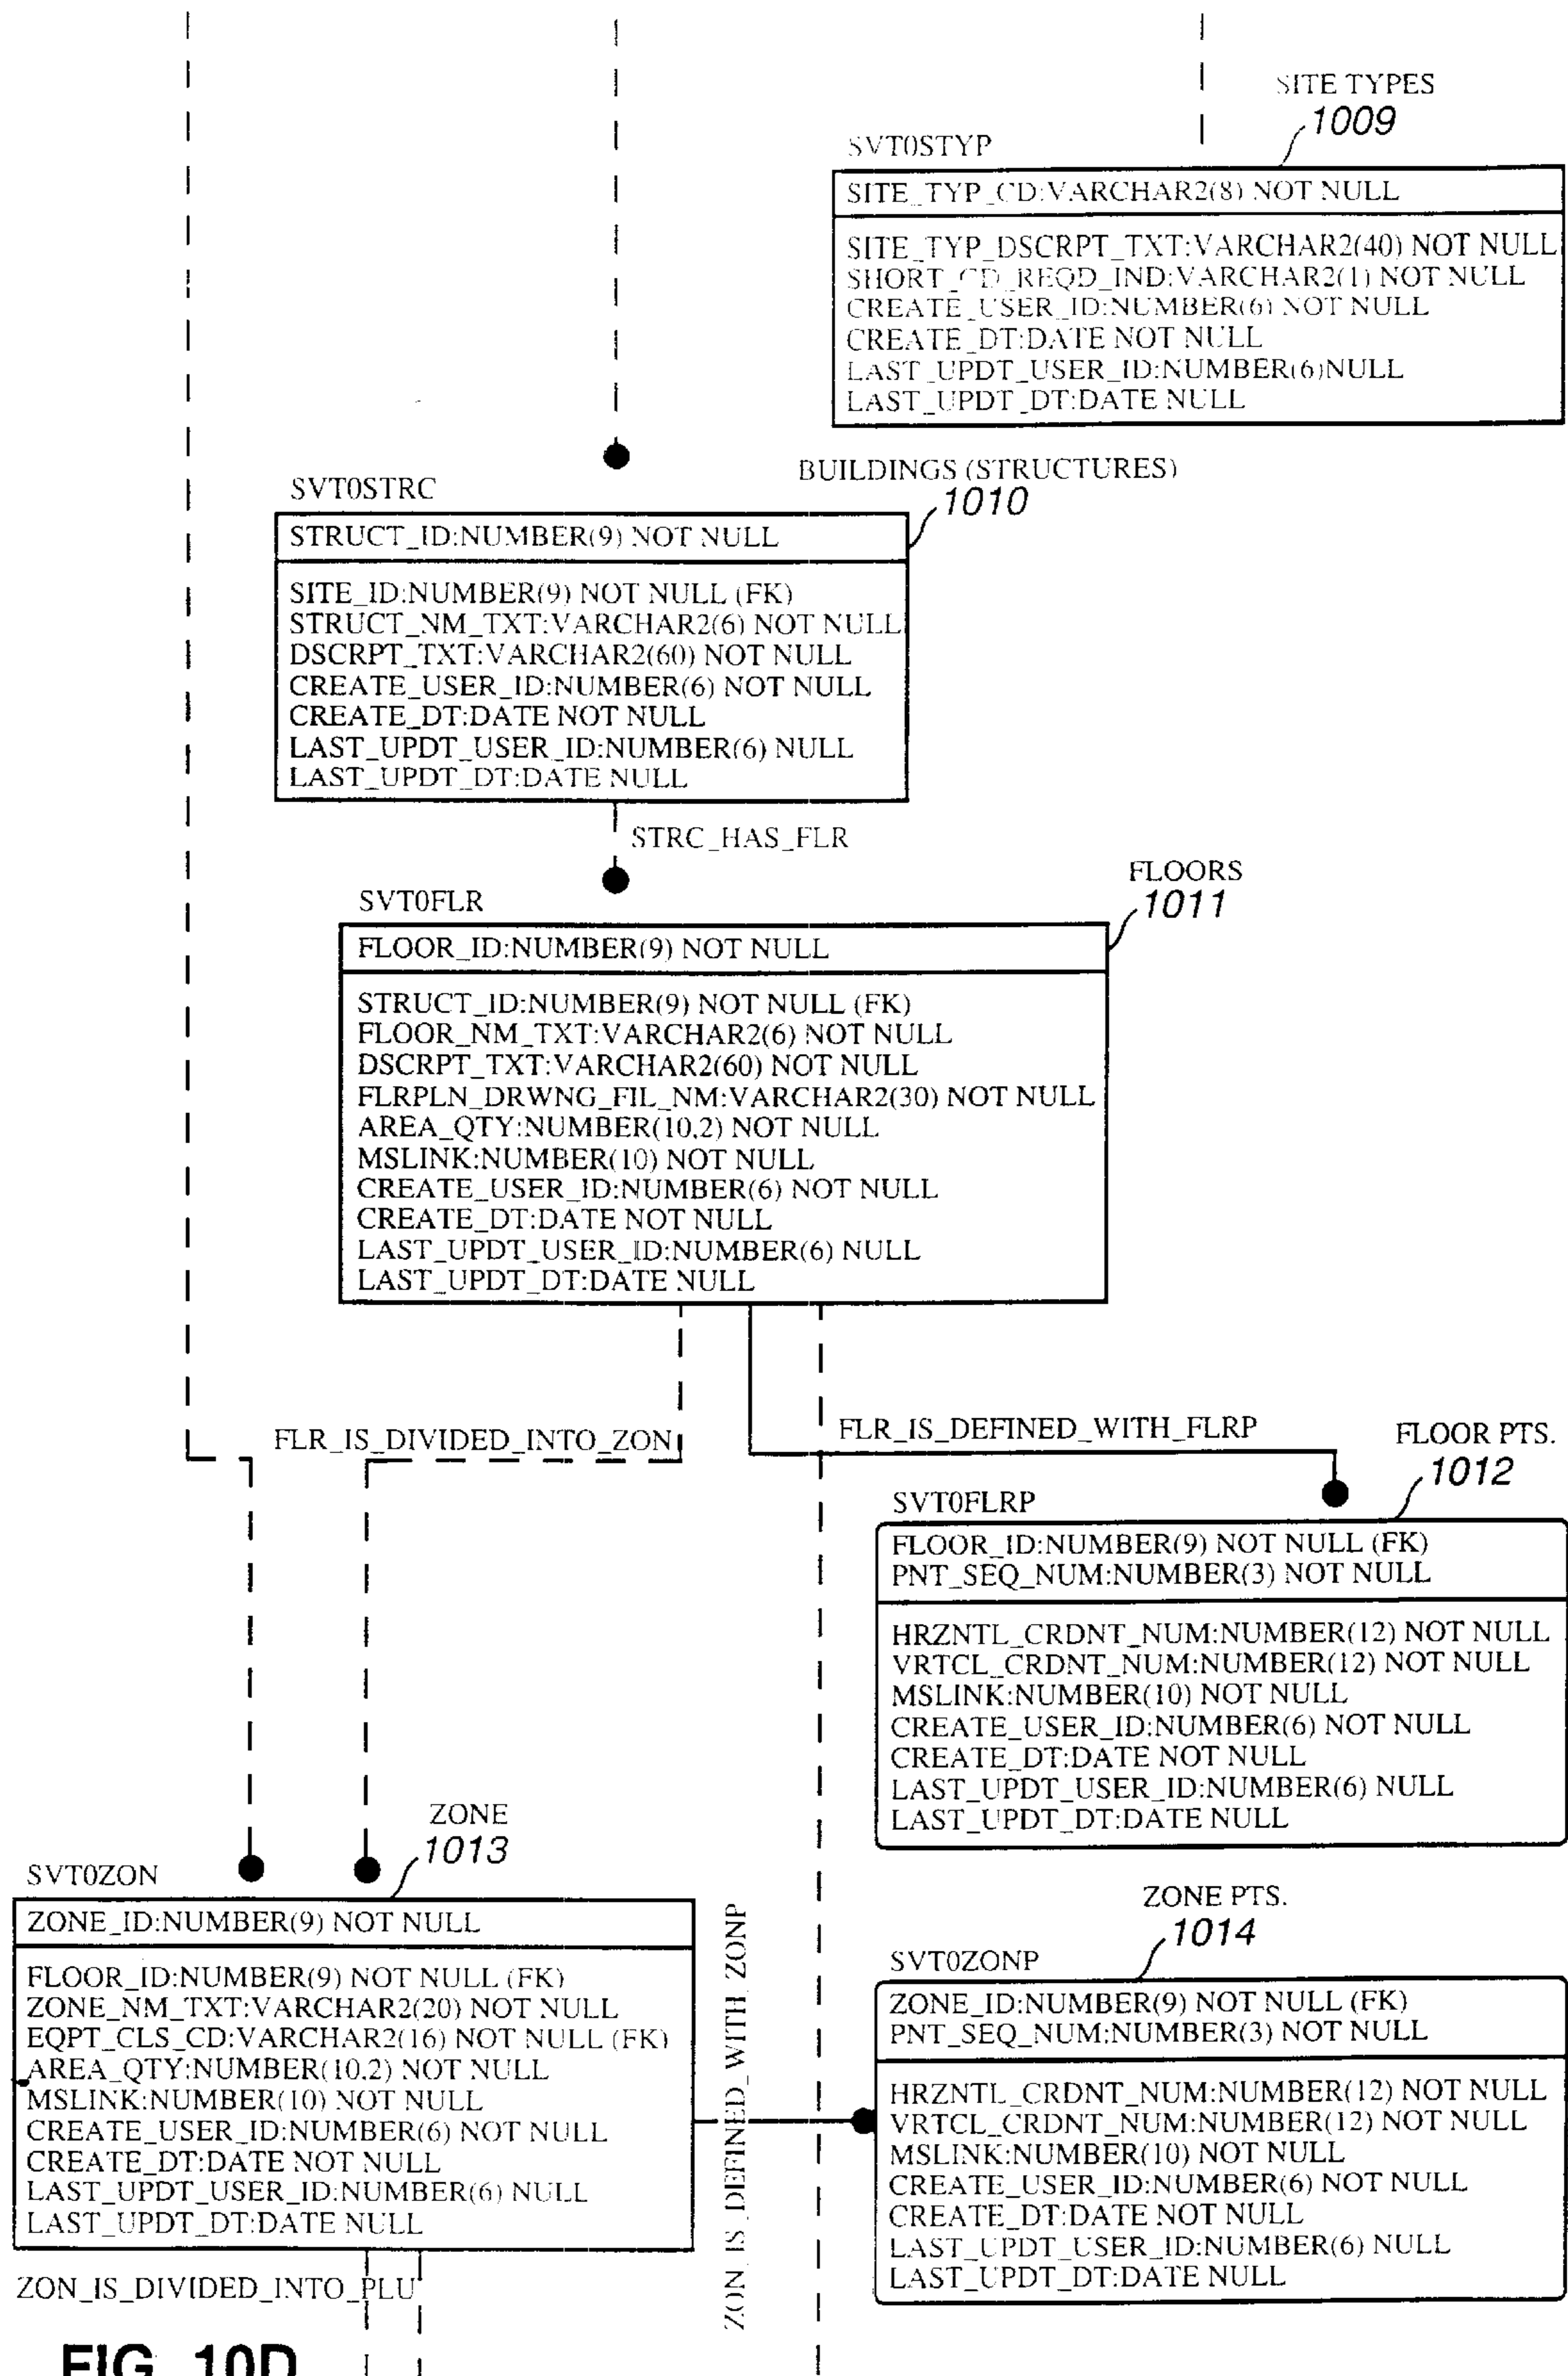 SITE TYPES
1009
SVT0STYP
SITE_TYP_CD:VARCHAR2(8) NOT NULL
SITE_TYP_DSCRPT_TXT:VARCHAR2(40) NOT NULL
SHORT_CD_REQD_IND:VARCHAR2(1) NOT NULL
CREATE_USER_ID:NUMBER(6) NOT NULL
CREATE_DT:DATE NOT NULL
LAST_UPDT_USER_ID:NUMBER(6)NULL
LAST_UPDT_DT:DATE NULL
BUILDINGS (STRUCTURES)
1010
SVT0STRC
STRUCT_ID:NUMBER(9) NOT NULL
SITE_ID:NUMBER(9) NOT NULL (FK)
STRUCT_NM_TXT:VARCHAR2(6) NOT NULL
DSCRPT_TXT:VARCHAR2(60) NOT NULL
CREATE_USER_ID:NUMBER(6) NOT NULL
CREATE_DT:DATE NOT NULL
LAST_UPDT_USER_ID:NUMBER(6) NULL
LAST_UPDT_DT:DATE NULL
STRC_HAS_FLR
FLOORS
1011
SVT0FLR
FLOOR_ID:NUMBER(9) NOT NULL
STRUCT_ID:NUMBER(9) NOT NULL (FK)
FLOOR_NM_TXT:VARCHAR2(6) NOT NULL
DSCRPT_TXT:VARCHAR2(60) NOT NULL
FLRPLN_DRWNG_FIL_NM:VARCHAR2(30) NOT NULL
AREA_QTY:NUMBER(10,2) NOT NULL
MSLINK:NUMBER(10) NOT NULL
CREATE_USER_ID:NUMBER(6) NOT NULL
CREATE_DT:DATE NOT NULL
LAST_UPDT_USER_ID:NUMBER(6) NULL
LAST_UPDT_DT:DATE NULL
FLR_IS_DIVIDED_INTO_ZON
FLR_IS_DEFINED_WITH_FLRP
FLOOR PTS.
1012
SVT0FLRP
FLOOR_ID:NUMBER(9) NOT NULL (FK)
PNT_SEQ_NUM:NUMBER(3) NOT NULL
HRZNTL_CRDNT_NUM:NUMBER(12) NOT NULL
VRTCL_CRDNT_NUM:NUMBER(12) NOT NULL
MSLINK:NUMBER(10) NOT NULL
CREATE_USER_ID:NUMBER(6) NOT NULL
CREATE_DT:DATE NOT NULL
LAST_UPDT_USER_ID:NUMBER(6) NULL
LAST_UPDT_DT:DATE NULL
ZONE
1013
SVT0ZON
ZONE_ID:NUMBER(9) NOT NULL
FLOOR_ID:NUMBER(9) NOT NULL (FK)
ZONE_NM_TXT:VARCHAR2(20) NOT NULL
EQPT_CLS_CD:VARCHAR2(16) NOT NULL (FK)
AREA_QTY:NUMBER(10,2) NOT NULL
MSLINK:NUMBER(10) NOT NULL
CREATE_USER_ID:NUMBER(6) NOT NULL
CREATE_DT:DATE NOT NULL
LAST_UPDT_USER_ID:NUMBER(6) NULL
LAST_UPDT_DT:DATE NULL
ZON_IS_DEFINED_WITH_ZONP
ZONE PTS.
1014
SVT0ZONP
ZONE_ID:NUMBER(9) NOT NULL (FK)
PNT_SEQ_NUM:NUMBER(3) NOT NULL
HRZNTL_CRDNT_NUM:NUMBER(12) NOT NULL
VRTCL_CRDNT_NUM:NUMBER(12) NOT NULL
MSLINK:NUMBER(10) NOT NULL
CREATE_USER_ID:NUMBER(6) NOT NULL
CREATE_DT:DATE NOT NULL
LAST_UPDT_USER_ID:NUMBER(6) NULL
LAST_UPDT_DT:DATE NULL
ZON_IS_DIVIDED_INTO_PLU
FIG. 10D